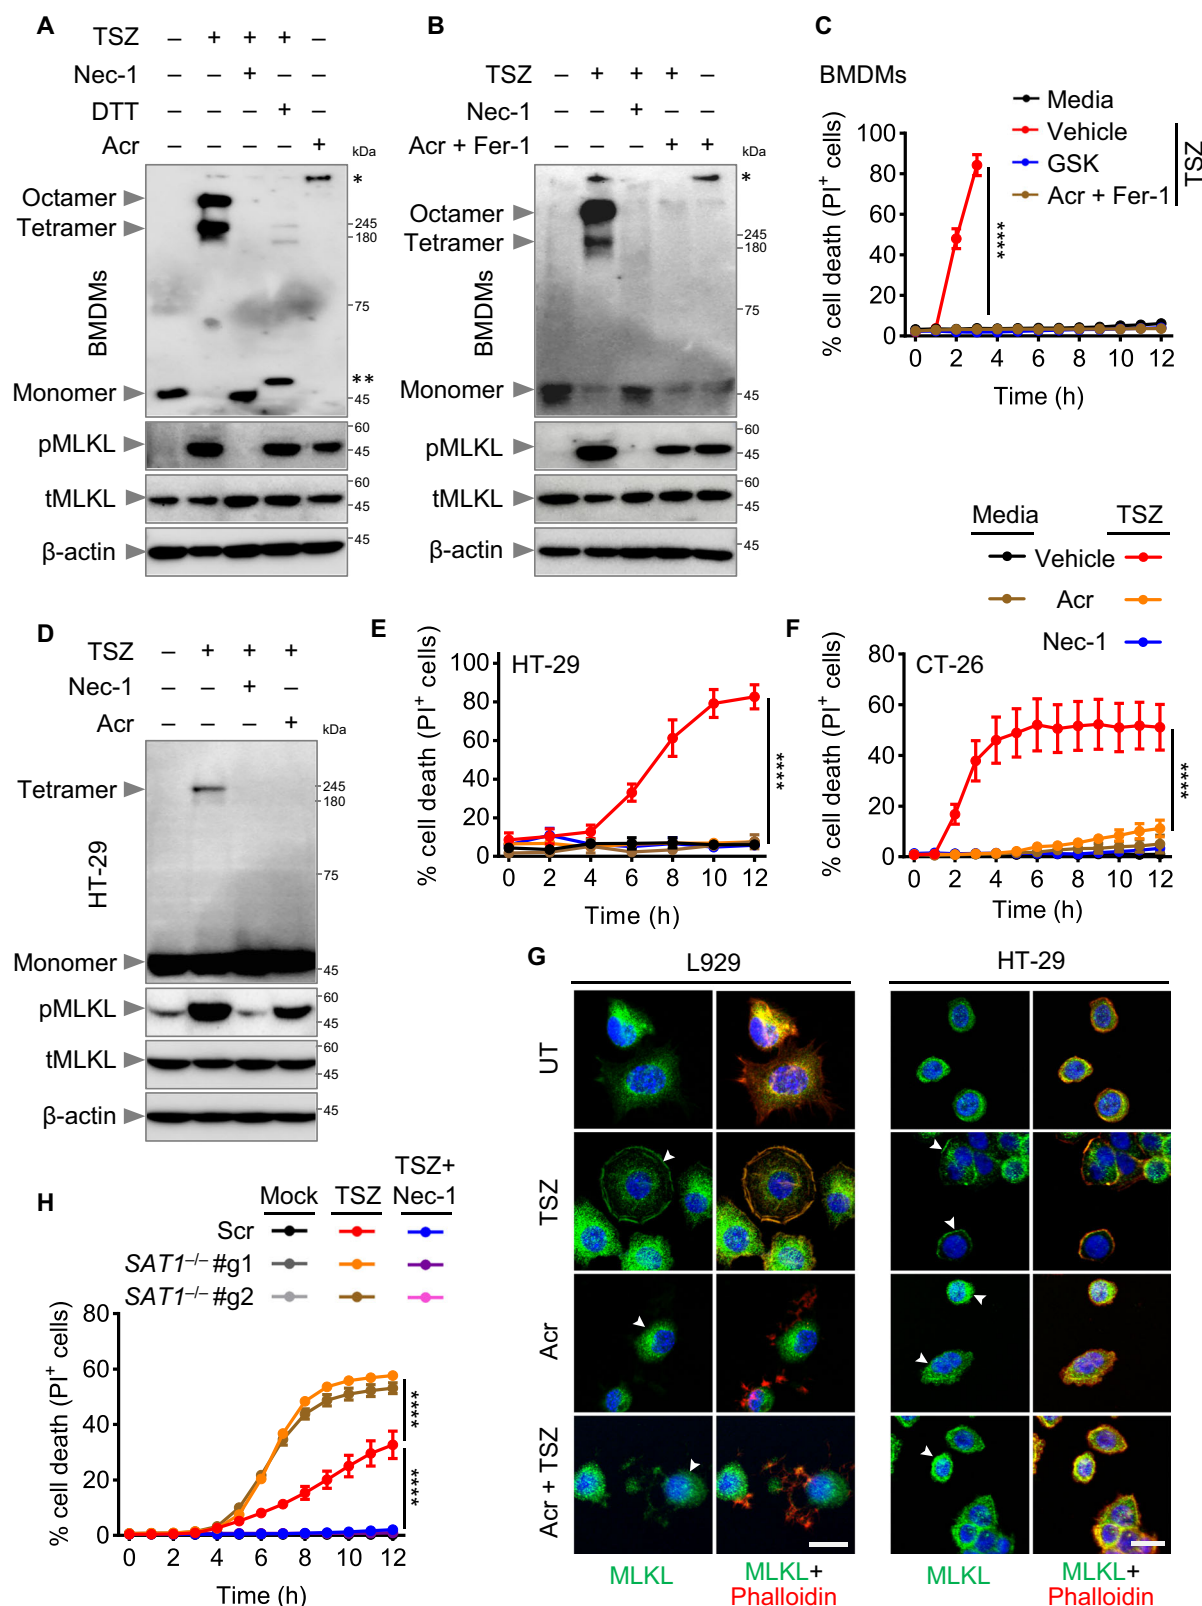 A
TSZ – + + + –
Nec-1 – – + – –
DTT – – – + –
Acr – – – – +
kDa
*
Octamer
Tetramer
245
180
BMDMs
75
**
Monomer
45
pMLKL
60
45
tMLKL
60
45
β-actin
45
B
TSZ – + + + –
Nec-1 – – + – –
Acr + Fer-1 – – – + +
kDa
*
Octamer
Tetramer
245
180
BMDMs
75
Monomer
45
pMLKL
60
45
tMLKL
60
45
β-actin
45
C
BMDMs
Media
Vehicle
GSK
Acr + Fer-1
TSZ
% cell death (PI+ cells)
100
80
60
40
20
0
****
0 2 4 6 8 10 12
Time (h)
Media TSZ
Vehicle
Acr
Nec-1
D
TSZ – + + +
Nec-1 – – + –
Acr – – – +
kDa
Tetramer
245
180
HT-29
75
Monomer
45
pMLKL
60
45
tMLKL
60
45
β-actin
45
E
HT-29
% cell death (PI+ cells)
100
80
60
40
20
0
****
0 2 4 6 8 10 12
Time (h)
F
CT-26
% cell death (PI+ cells)
80
60
40
20
0
****
0 2 4 6 8 10 12
Time (h)
G
L929 HT-29
UT
TSZ
Acr
Acr + TSZ
MLKL
MLKL+
Phalloidin
MLKL
MLKL+
Phalloidin
H
Mock TSZ TSZ+
Nec-1
Scr
SAT1–/– #g1
SAT1–/– #g2
% cell death (PI+ cells)
80
60
40
20
0
****
****
0 2 4 6 8 10 12
Time (h)